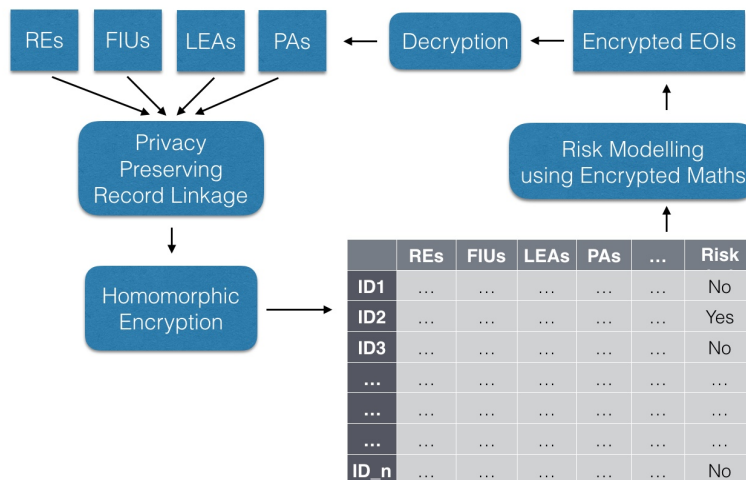 REs FIUs LEAs PAs Decryption Encrypted EOIs
Privacy
Preserving
Record Linkage
Risk Modelling
using Encrypted Maths
Homomorphic
Encryption
REs FIUs LEAs PAs ... Risk
ID1 ... ... ... ... ... No
ID2 ... ... ... ... ... Yes
ID3 ... ... ... ... ... No
... ... ... ... ... ... ...
... ... ... ... ... ... ...
... ... ... ... ... ... ...
ID_n ... ... ... ... ... No